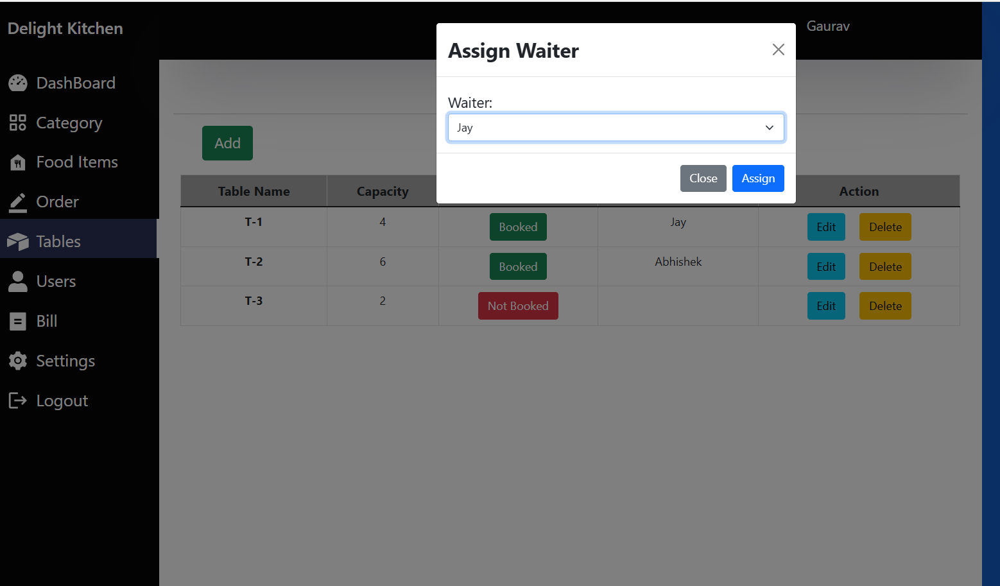 Delight Kitchen
Gaurav
DashBoard
Category
Food Items
Order
Tables
Users
Bill
Settings
Logout
Assign Waiter
Waiter:
Jay
Close Assign
Add
Table Name Capacity Action
T-1 4 Booked Jay Edit Delete
T-2 6 Booked Abhishek Edit Delete
T-3 2 Not Booked Edit Delete